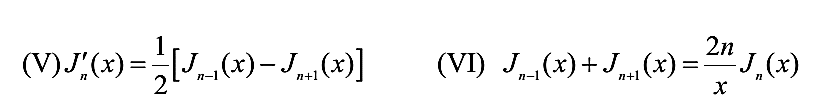 (V) J′ₙ(x) = 1/2 [Jₙ₋₁(x) − Jₙ₊₁(x)] (VI) Jₙ₋₁(x) + Jₙ₊₁(x) = 2n/x Jₙ(x)